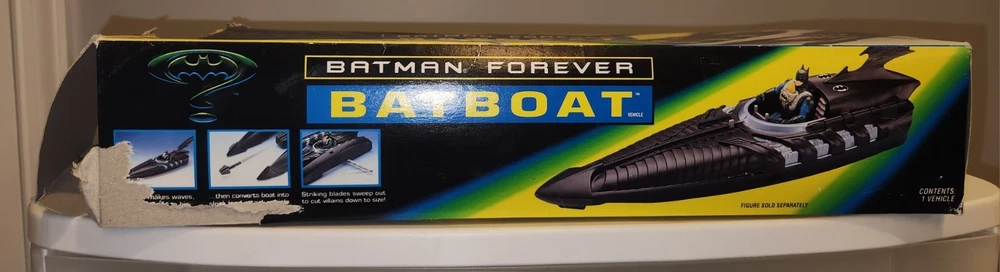 BATMAN FOREVER
BATBOAT™
VEHICLE
makes waves,
then converts boat into
Striking blades sweep out
to cut villains down to size!
FIGURE SOLD SEPARATELY
CONTENTS:
1 VEHICLE